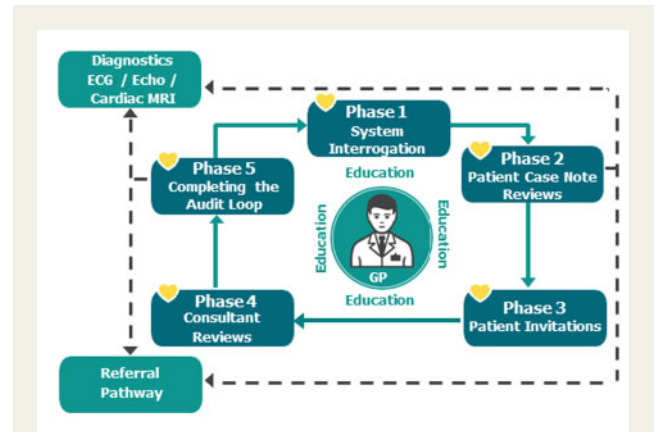 Diagnostics
ECG / Echo /
Cardiac MRI
Phase 1
System
Interrogation
Phase 2
Patient Case Note
Reviews
Phase 5
Completing the
Audit Loop
Education
Education
Education
GP
Education
Phase 4
Consultant
Reviews
Phase 3
Patient Invitations
Referral
Pathway